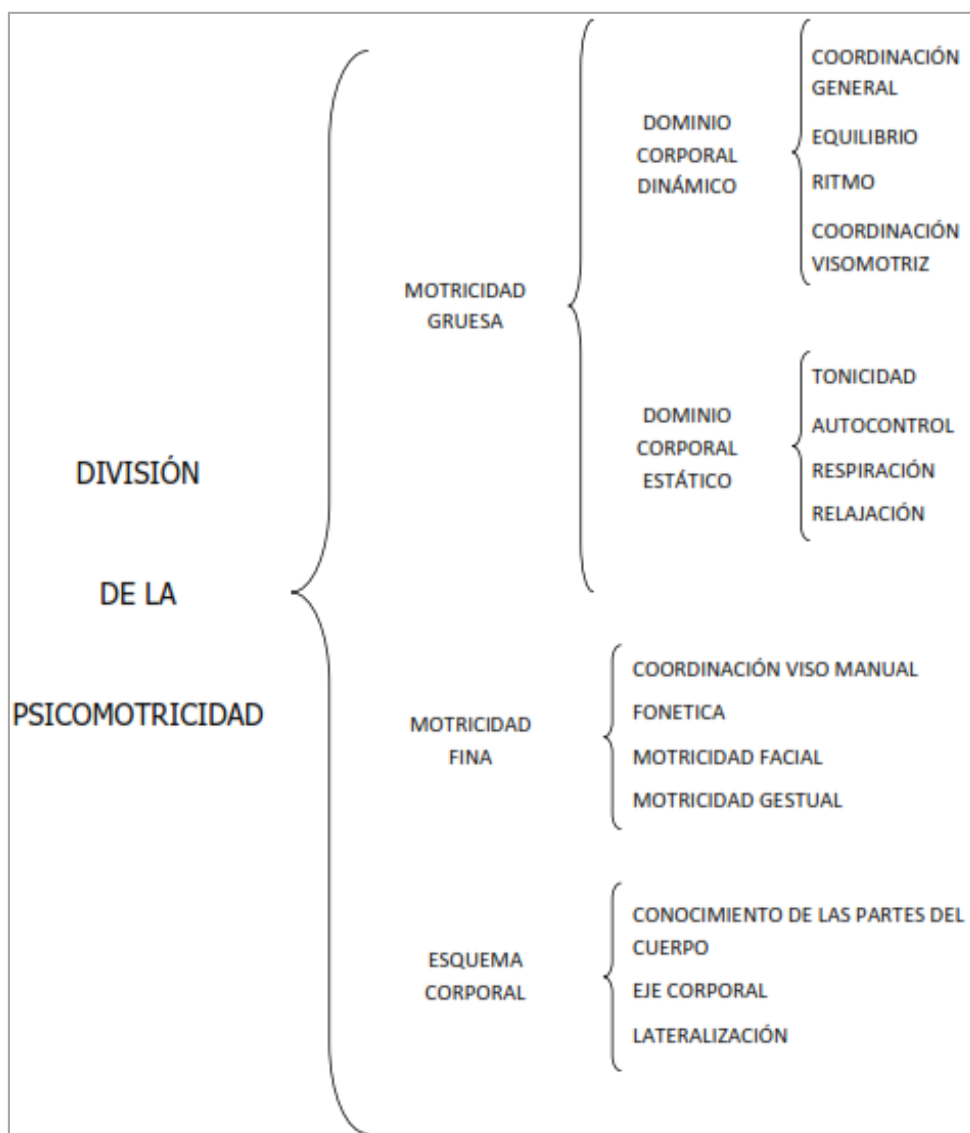 DIVISIÓN
DE LA
PSICOMOTRICIDAD
MOTRICIDAD
GRUESA
DOMINIO
CORPORAL
DINÁMICO
COORDINACIÓN
GENERAL
EQUILIBRIO
RITMO
COORDINACIÓN
VISOMOTRIZ
DOMINIO
CORPORAL
ESTÁTICO
TONICIDAD
AUTOCONTROL
RESPIRACIÓN
RELAJACIÓN
MOTRICIDAD
FINA
COORDINACIÓN VISO MANUAL
FONETICA
MOTRICIDAD FACIAL
MOTRICIDAD GESTUAL
ESQUEMA
CORPORAL
CONOCIMIENTO DE LAS PARTES DEL
CUERPO
EJE CORPORAL
LATERALIZACIÓN